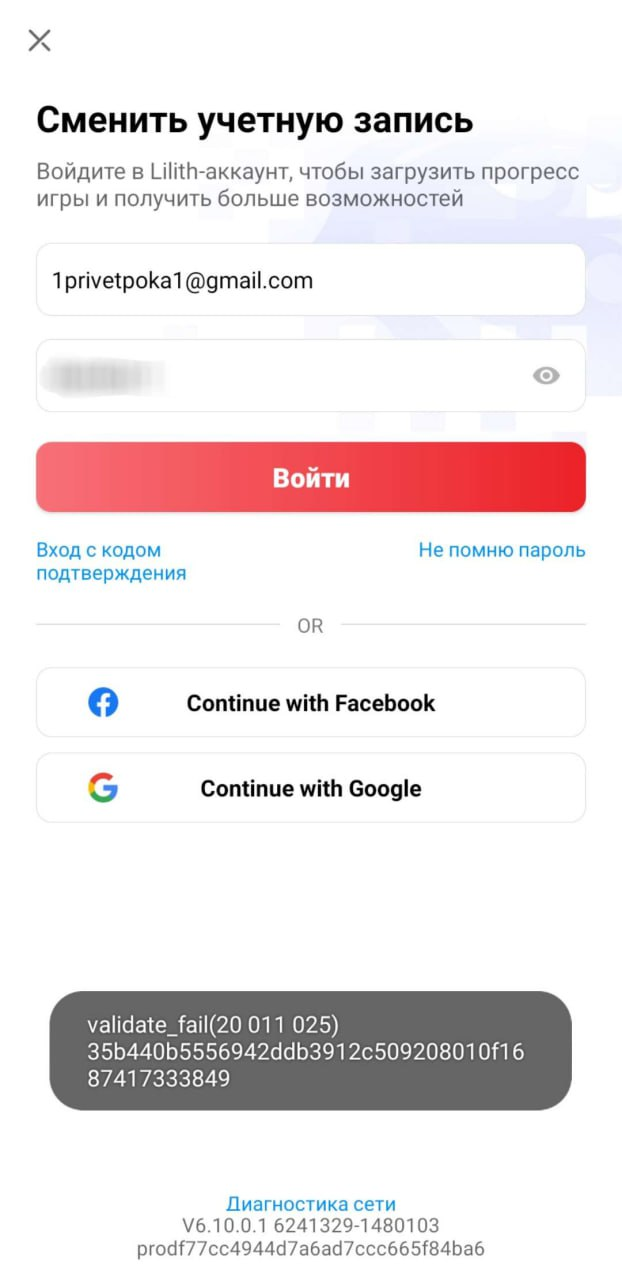 Сменить учетную запись
Войдите в Lilith-аккаунт, чтобы загрузить прогресс
игры и получить больше возможностей
1privetpoka1@gmail.com
Войти
Вход с кодом
подтверждения
Не помню пароль
OR
Continue with Facebook
Continue with Google
validate_fail(20 011 025)
35b440b5556942ddb3912c509208010f16
87417333849
Диагностика сети
V6.10.0.1 6241329-1480103
prodf77cc4944d7a6ad7ccc665f84ba6